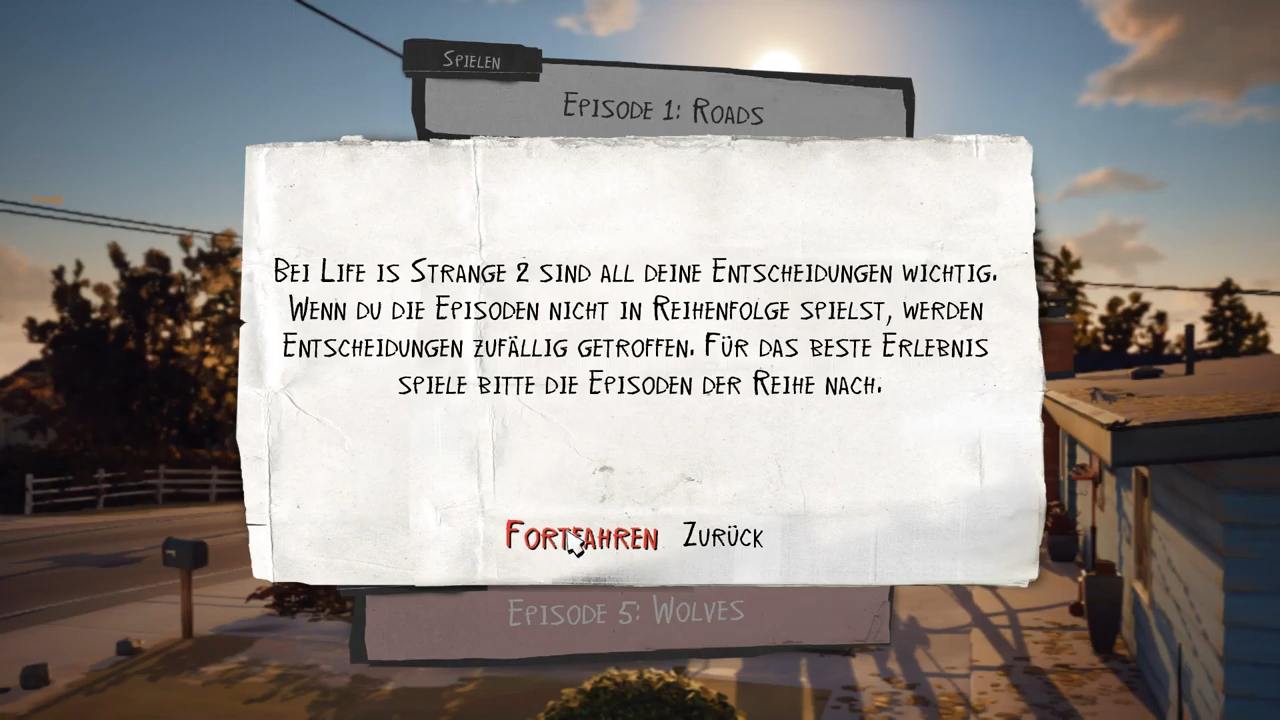 Spielen
Episode 1: Roads
Bei Life is Strange 2 sind all deine Entscheidungen wichtig.
Wenn du die Episoden nicht in Reihenfolge spielst, werden
Entscheidungen zufällig getroffen. Für das beste Erlebnis
spiele bitte die Episoden der Reihe nach.
Fortfahren Zurück
Episode 5: Wolves